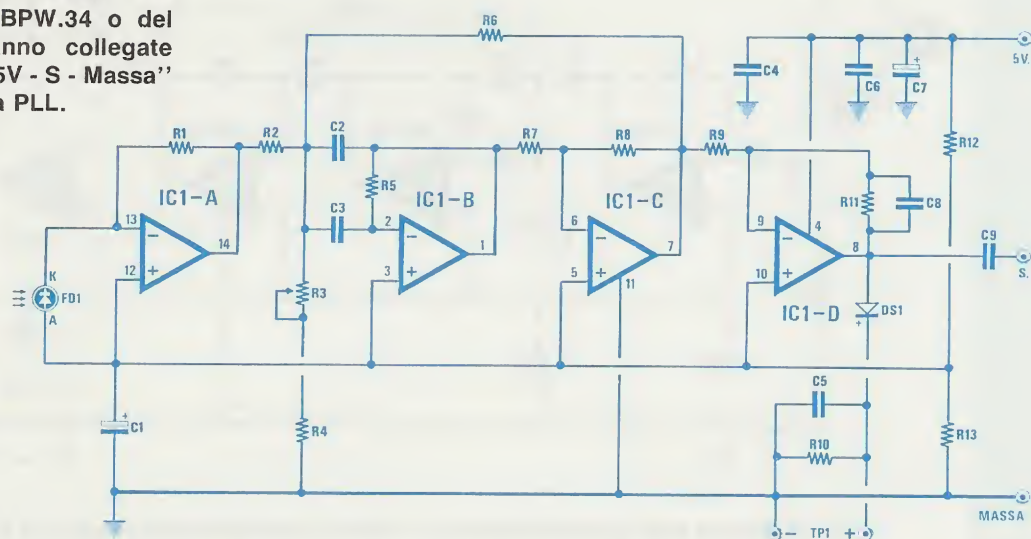 BPW.34 o del
anno collegate
5V - S - Massa"
a PLL.
R6
C4
C6
+
C7
5V.
R1
R2
C2
R7
R8
R9
R12
IC1-A
R5
IC1-B
IC1-C
R11
C8
C3
13
−
14
12
+
2
−
1
3
+
6
−
7
5
+
11
9
−
4
8
10
+
C9
S.
K
FD1
A
R3
IC1-D
DS1
+
C1
+
R4
C5
R10
R13
MASSA
− TP1 +